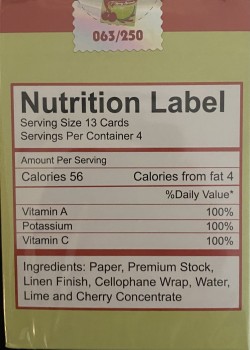 063/250
Nutrition Label
Serving Size 13 Cards
Servings Per Container 4
Amount Per Serving
Calories 56 Calories from fat 4
%Daily Value*
Vitamin A 100%
Potassium 100%
Vitamin C 100%
Ingredients: Paper, Premium Stock,
Linen Finish, Cellophane Wrap, Water,
Lime and Cherry Concentrate